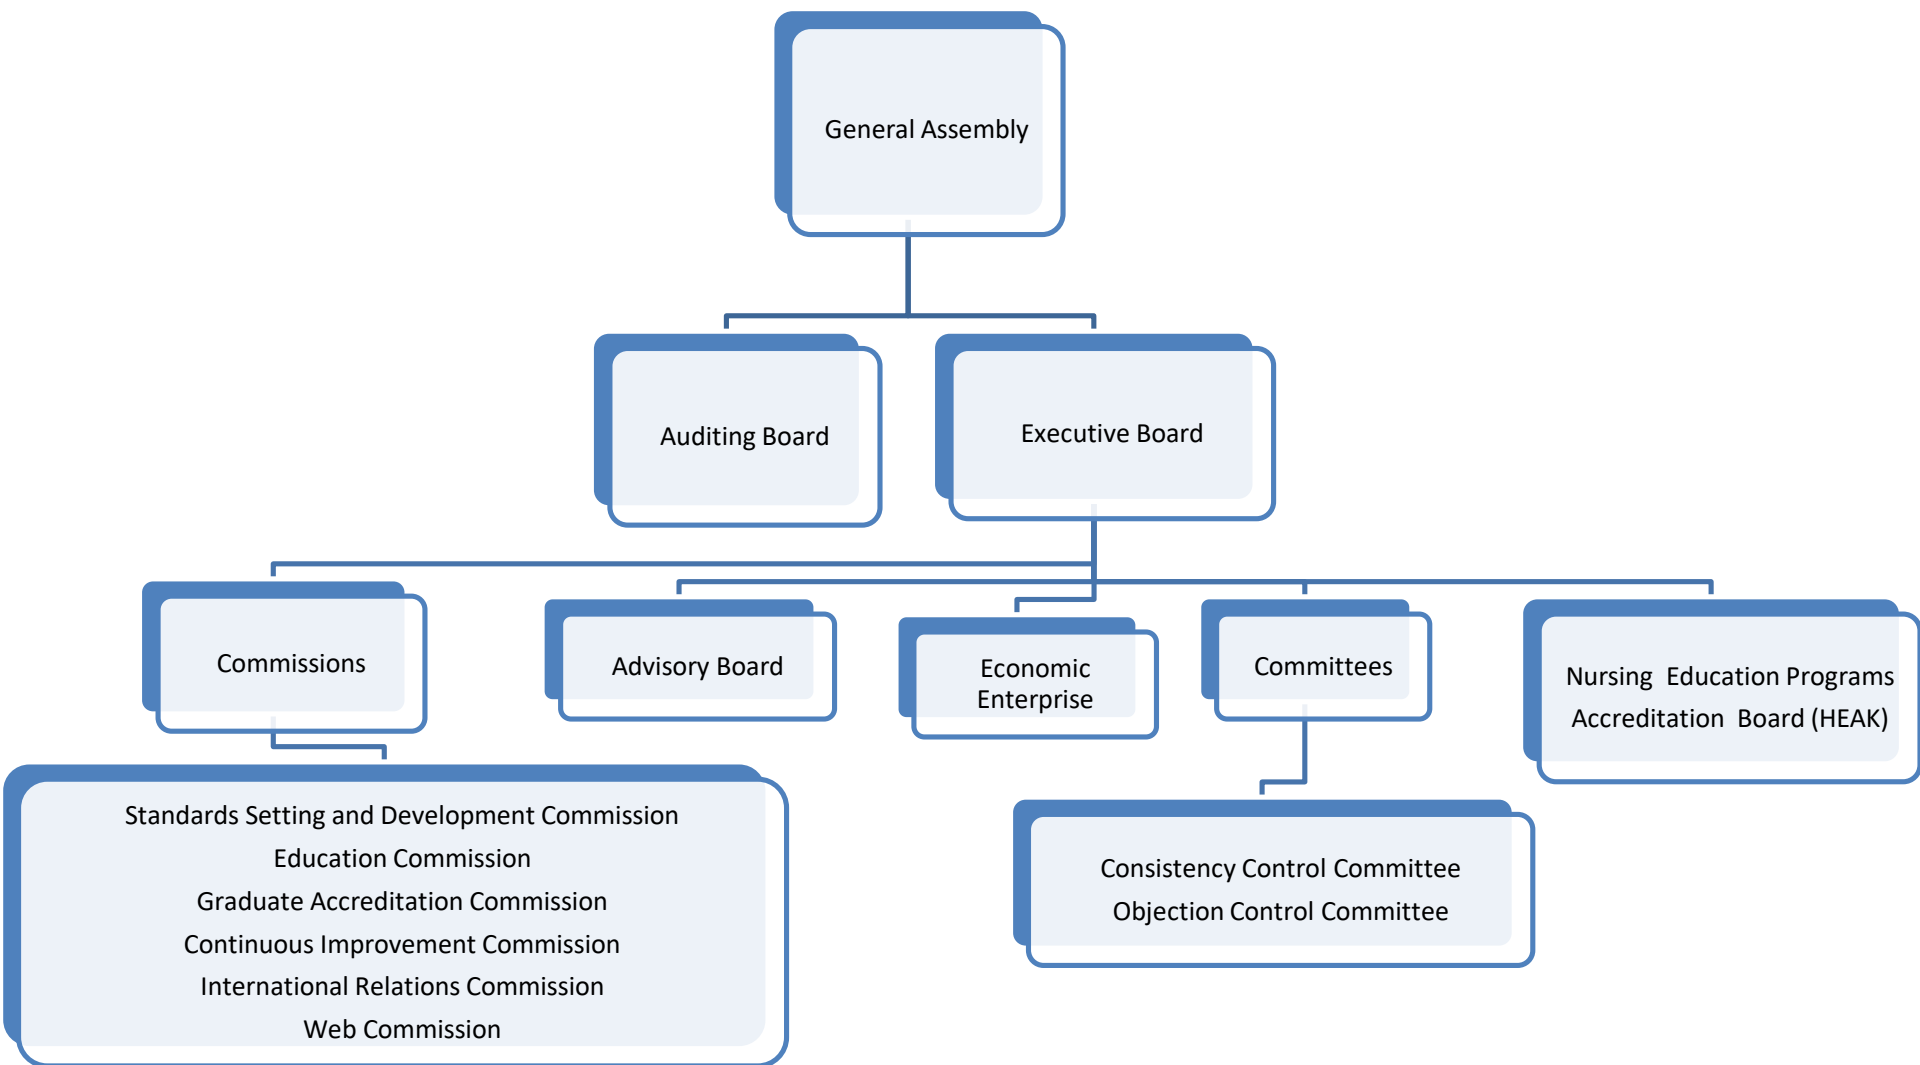 General Assembly
Auditing Board
Executive Board
Commissions
Advisory Board
Economic
Enterprise
Committees
Nursing Education Programs
Accreditation Board (HEAK)
Standards Setting and Development Commission
Education Commission
Graduate Accreditation Commission
Continuous Improvement Commission
International Relations Commission
Web Commission
Consistency Control Committee
Objection Control Committee